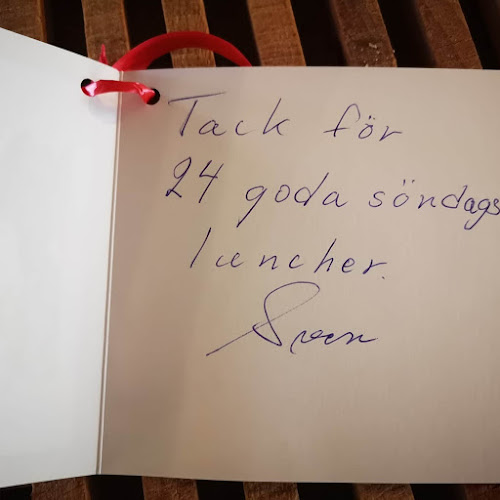 Tack för
24 goda söndags
luncher.
Sven